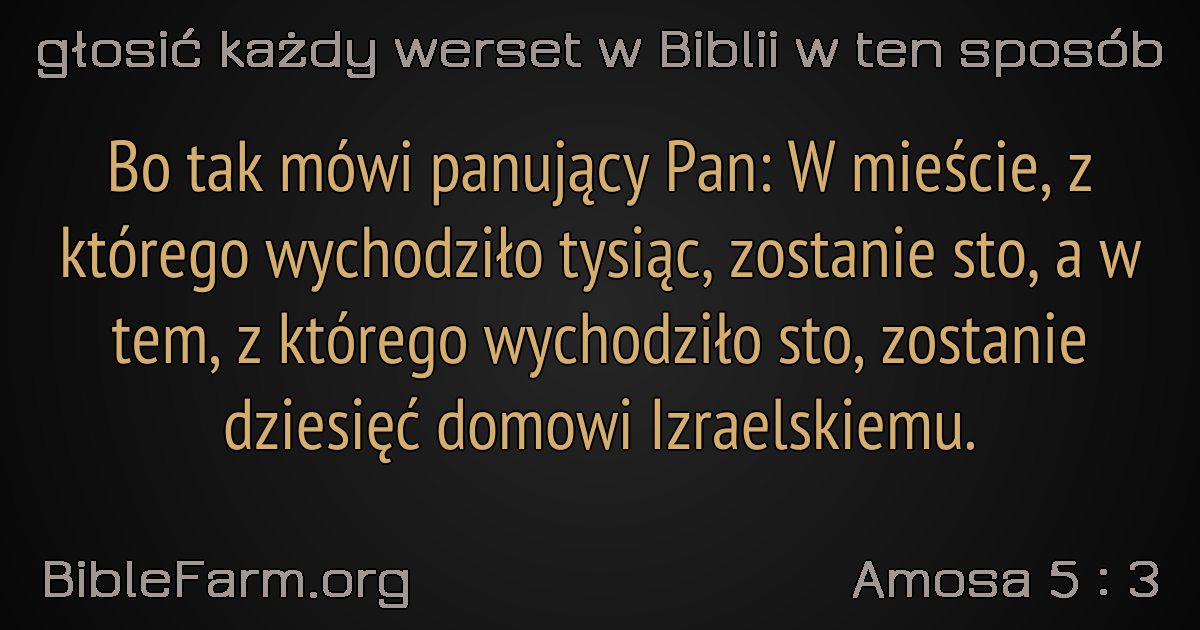 głosić każdy werset w Biblii w ten sposób
Bo tak mówi panujący Pan: W mieście, z
którego wychodziło tysiąc, zostanie sto, a w
tem, z którego wychodziło sto, zostanie
dziesięć domowi Izraelskiemu.
BibleFarm.org
Amosa 5 : 3